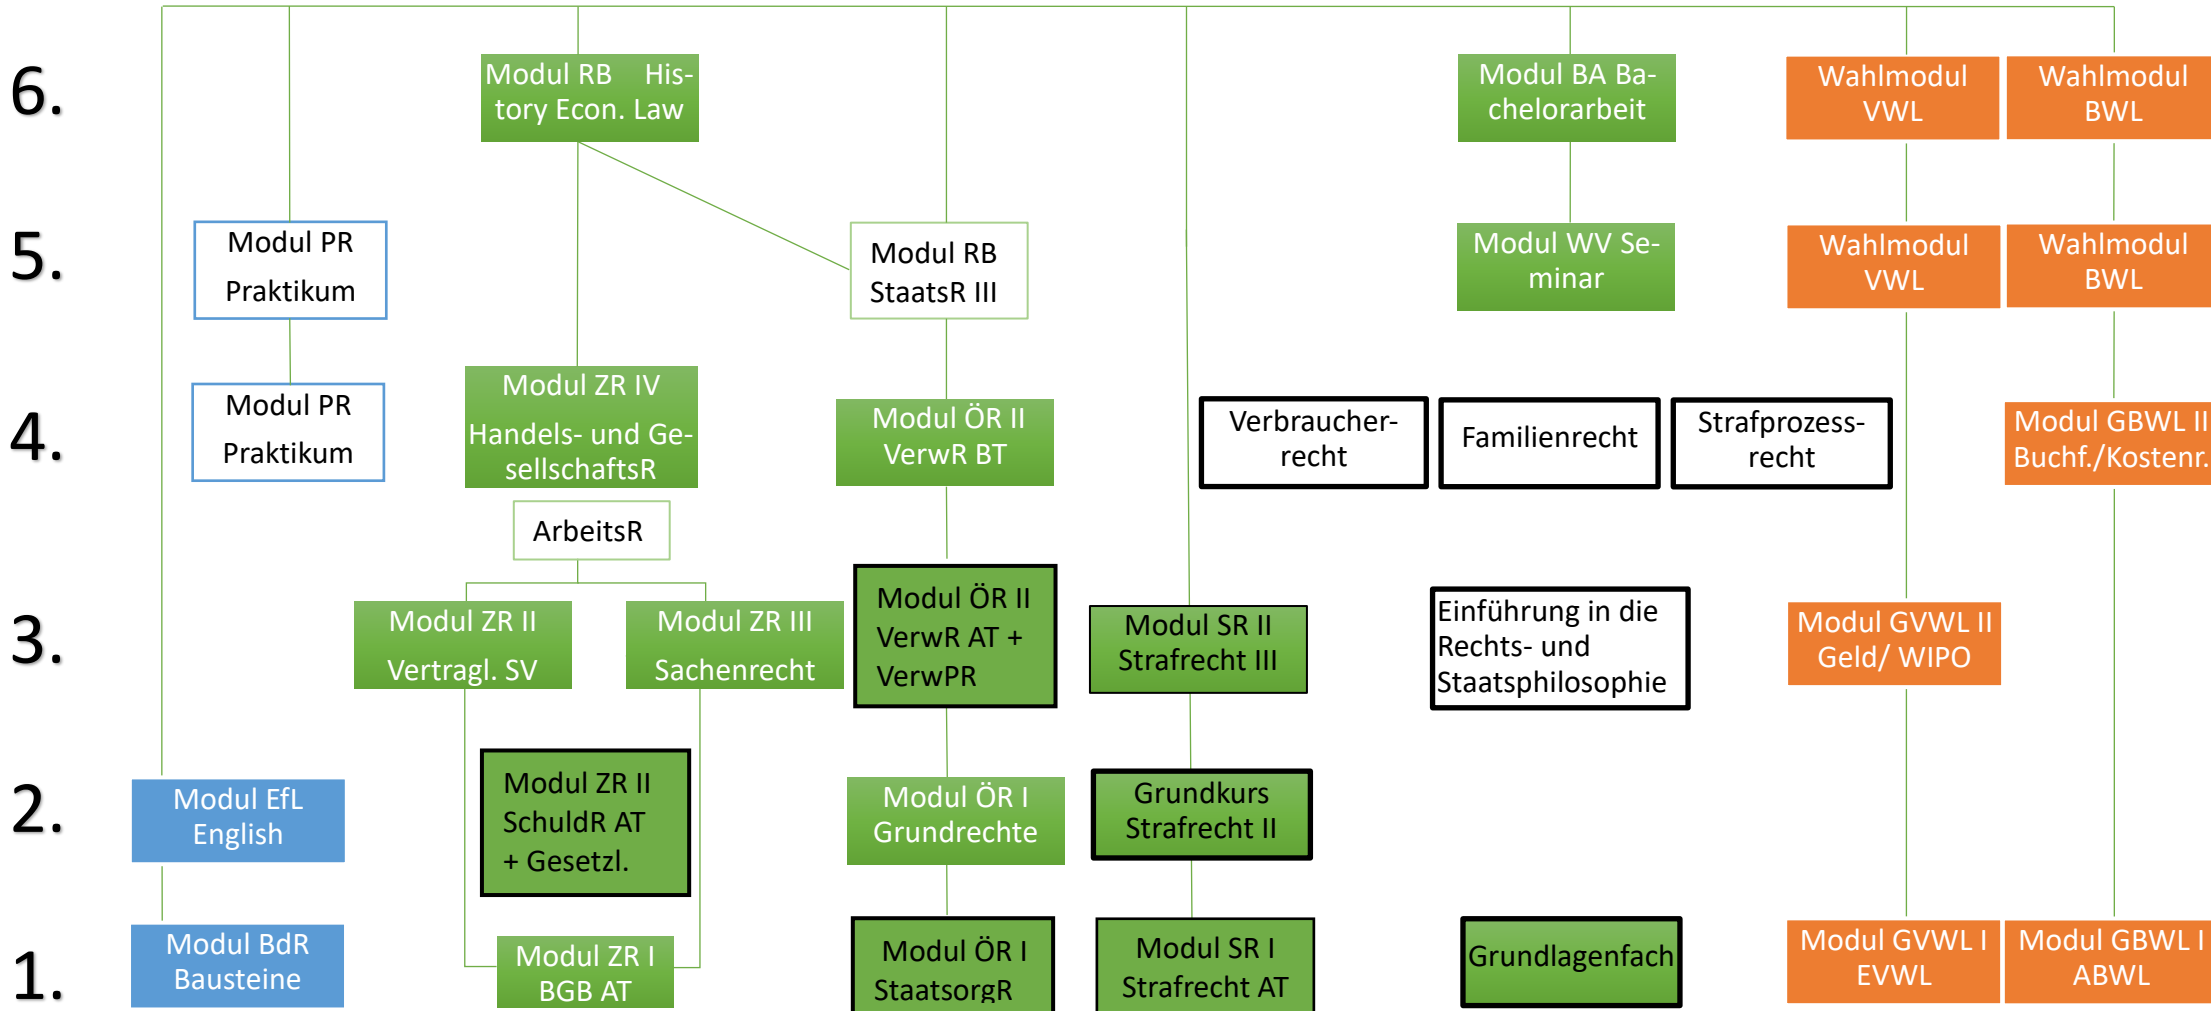 6.
Modul RB His-
tory Econ. Law
Modul BA Ba-
chelorarbeit
Wahlmodul
VWL
Wahlmodul
BWL
5.
Modul PR
Praktikum
Modul RB
StaatsR III
Modul WV Se-
minar
Wahlmodul
VWL
Wahlmodul
BWL
4.
Modul PR
Praktikum
Modul ZR IV
Handels- und Ge-
sellschaftsR
ArbeitsR
Modul ÖR II
VerwR BT
Verbraucher-
recht
Familienrecht
Strafprozess-
recht
Modul GBWL II
Buchf./Kostenr.
3.
Modul ZR II
Vertragl. SV
Modul ZR III
Sachenrecht
Modul ÖR II
VerwR AT +
VerwPR
Modul SR II
Strafrecht III
Einführung in die
Rechts- und
Staatsphilosophie
Modul GVWL II
Geld/ WIPO
2.
Modul EfL
English
Modul ZR II
SchuldR AT
+ Gesetzl.
Modul ÖR I
Grundrechte
Grundkurs
Strafrecht II
1.
Modul BdR
Bausteine
Modul ZR I
BGB AT
Modul ÖR I
StaatsorgR
Modul SR I
Strafrecht AT
Grundlagenfach
Modul GVWL I
EVWL
Modul GBWL I
ABWL